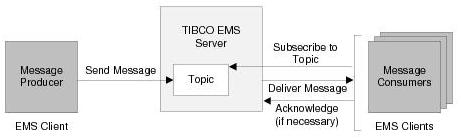 TIBCO EMS
Server
Message
Producer
Send Message
Topic
Subsecribe to
Topic
Deliver Message
Acknowledge
(if necessary)
Message
Consumers
EMS Client
EMS Clients